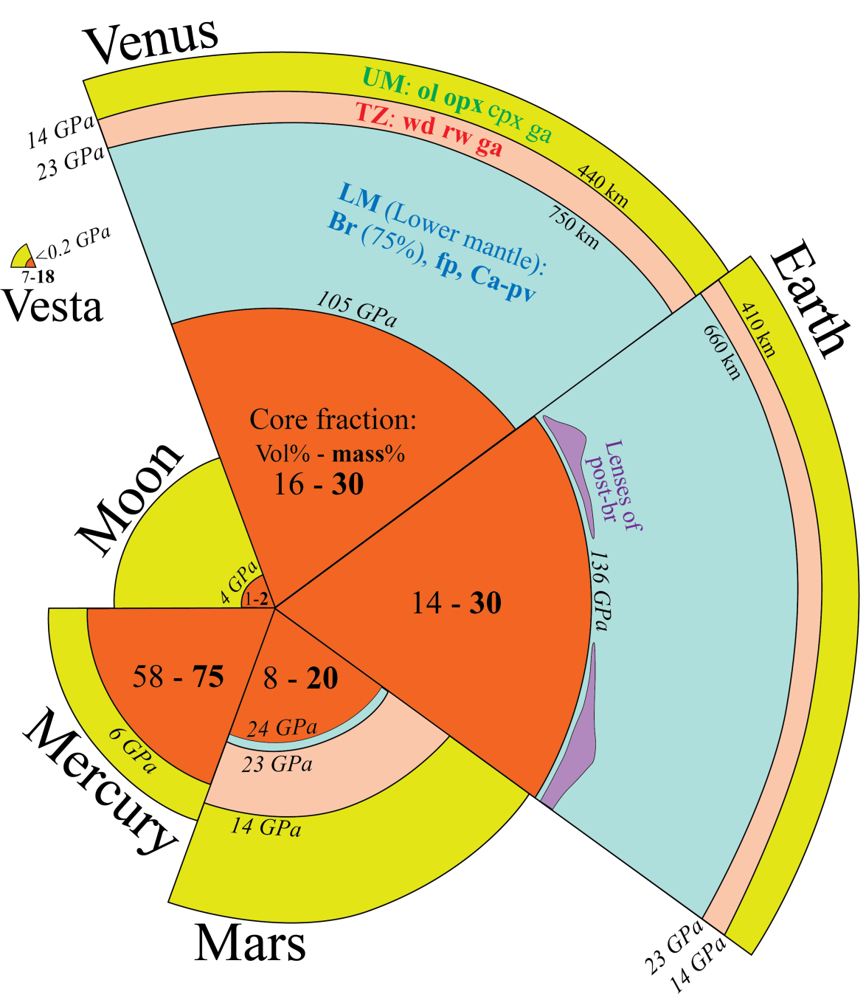 Venus
UM: ol opx cpx ga
TZ: wd rw ga
14 GPa
23 GPa
440 km
750 km
LM (Lower mantle):
Br (75%), fp, Ca-pv
105 GPa
<0.2 GPa
7-18
Vesta
Earth
410 km
660 km
Core fraction:
Vol% - mass%
16 - 30
Lenses of
post-br
136 GPa
14 - 30
23 GPa
14 GPa
Moon
4 GPa
1-2
58 - 75
6 GPa
Mercury
8 - 20
24 GPa
23 GPa
14 GPa
Mars